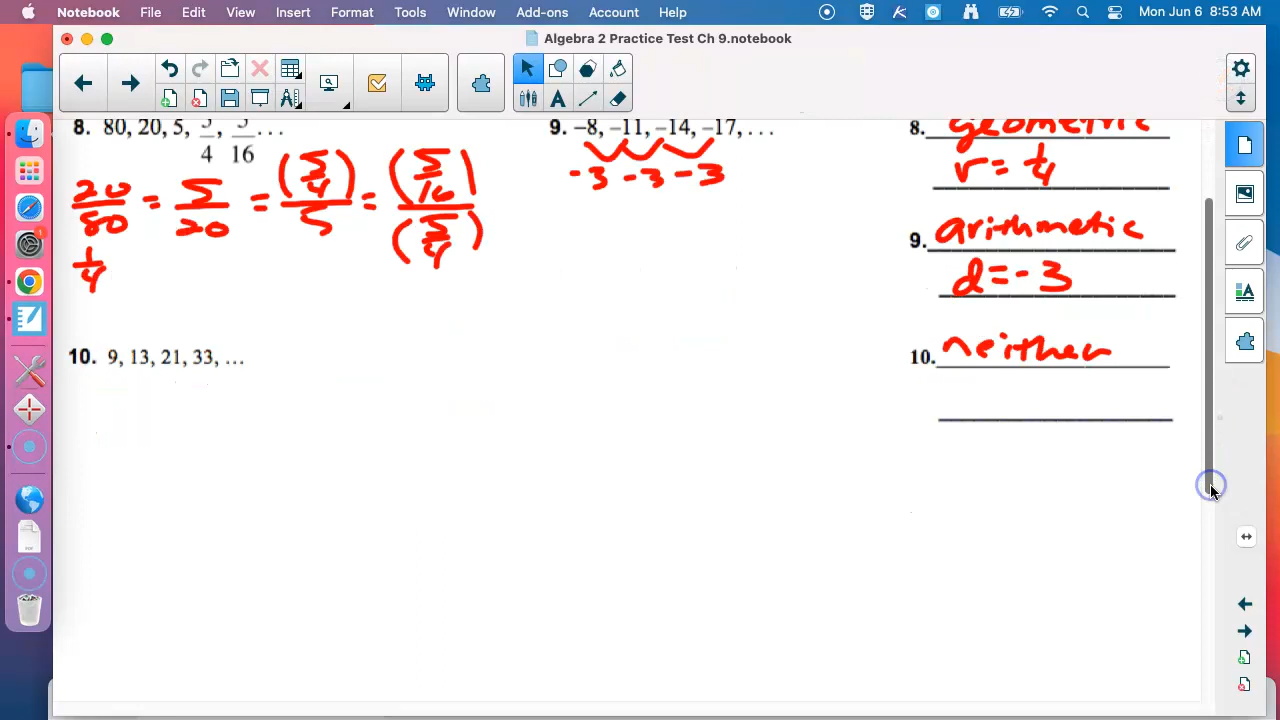 Notebook File Edit View Insert Format Tools Window Add-ons Account Help Mon Jun 6 8:53 AM
Algebra 2 Practice Test Ch 9.notebook
8. 80, 20, 5, 5/4, 5/16 . . .
9. –8, –11, –14, –17, . . .
8. geometric
r = 1/4
-3 -3 -3
20/80 = 5/20 = (5/4)/5 = (5/16)/(5/4)
1/4
9. arithmetic
d = -3
10. 9, 13, 21, 33, …
10. neither